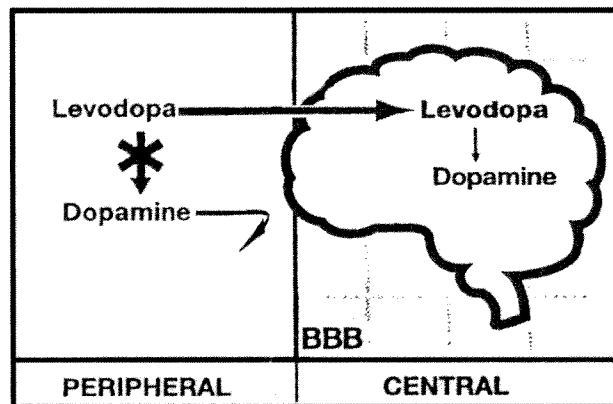 Levodopa
Levodopa
Dopamine
Dopamine
BBB
PERIPHERAL
CENTRAL